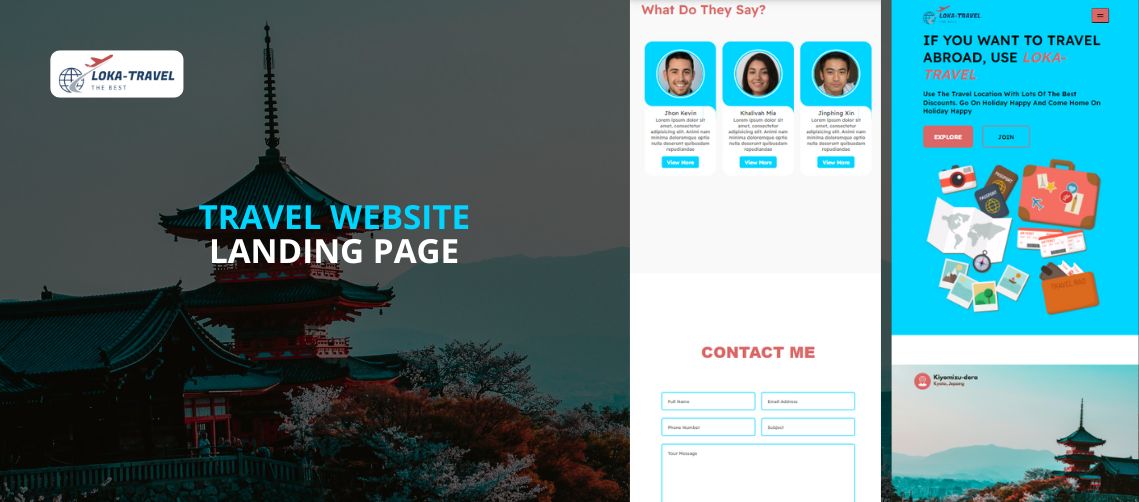 LOKA-TRAVEL
THE BEST
TRAVEL WEBSITE
LANDING PAGE
What Do They Say?
Jhon Kevin
Lorem ipsum dolor sit
amet, consectetur
adipisicing elit. Animi nam
minima doloremque optio
nulla deserunt quibusdam
repudiandae
View More
Khalivah Mia
Lorem ipsum dolor sit
amet, consectetur
adipisicing elit. Animi nam
minima doloremque optio
nulla deserunt quibusdam
repudiandae
View More
Jinphing Xin
Lorem ipsum dolor sit
amet, consectetur
adipisicing elit. Animi nam
minima doloremque optio
nulla deserunt quibusdam
repudiandae
View More
CONTACT ME
Full Name
Email Address
Phone Number
Subject
Your Message
LOKA-TRAVEL
IF YOU WANT TO TRAVEL
ABROAD, USE LOKA-
TRAVEL
Use The Travel Location With Lots Of The Best
Discounts. Go On Holiday Happy And Come Home On
Holiday Happy
EXPLORE
JOIN
PASSPORT
PASSPORT
Kiyomizu-dera
Kyoto, Jepang